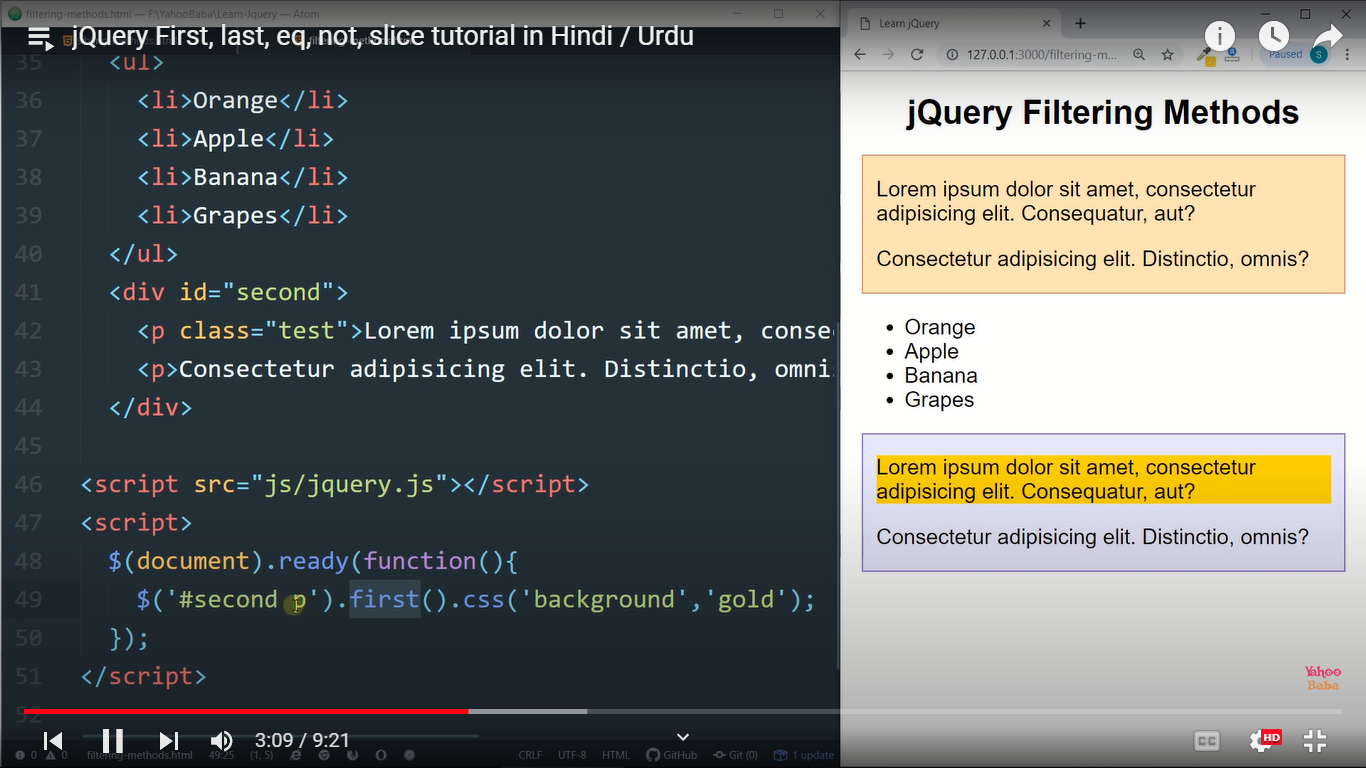 filtering-methods.html — F:\YahooBaba\Learn-Jquery — Atom
jQuery First, last, eq, not, slice tutorial in Hindi / Urdu
35 <ul>
36 <li>Orange</li>
37 <li>Apple</li>
38 <li>Banana</li>
39 <li>Grapes</li>
40 </ul>
41 <div id="second">
42 <p class="test">Lorem ipsum dolor sit amet, conse
43 <p>Consectetur adipisicing elit. Distinctio, omni
44 </div>
45
46 <script src="js/jquery.js"></script>
47 <script>
48 $(document).ready(function(){
49 $('#second p').first().css('background','gold');
50 });
51 </script>
52
3:09 / 9:21
0 0 filtering-methods.html 49:25 (1, 5) CRLF UTF-8 HTML GitHub Git (0) 1 update
Learn jQuery
127.0.0.1:3000/filtering-m... Paused S
jQuery Filtering Methods
Lorem ipsum dolor sit amet, consectetur
adipisicing elit. Consequatur, aut?
Consectetur adipisicing elit. Distinctio, omnis?
• Orange
• Apple
• Banana
• Grapes
Lorem ipsum dolor sit amet, consectetur
adipisicing elit. Consequatur, aut?
Consectetur adipisicing elit. Distinctio, omnis?
Yahoo
Baba
CC HD